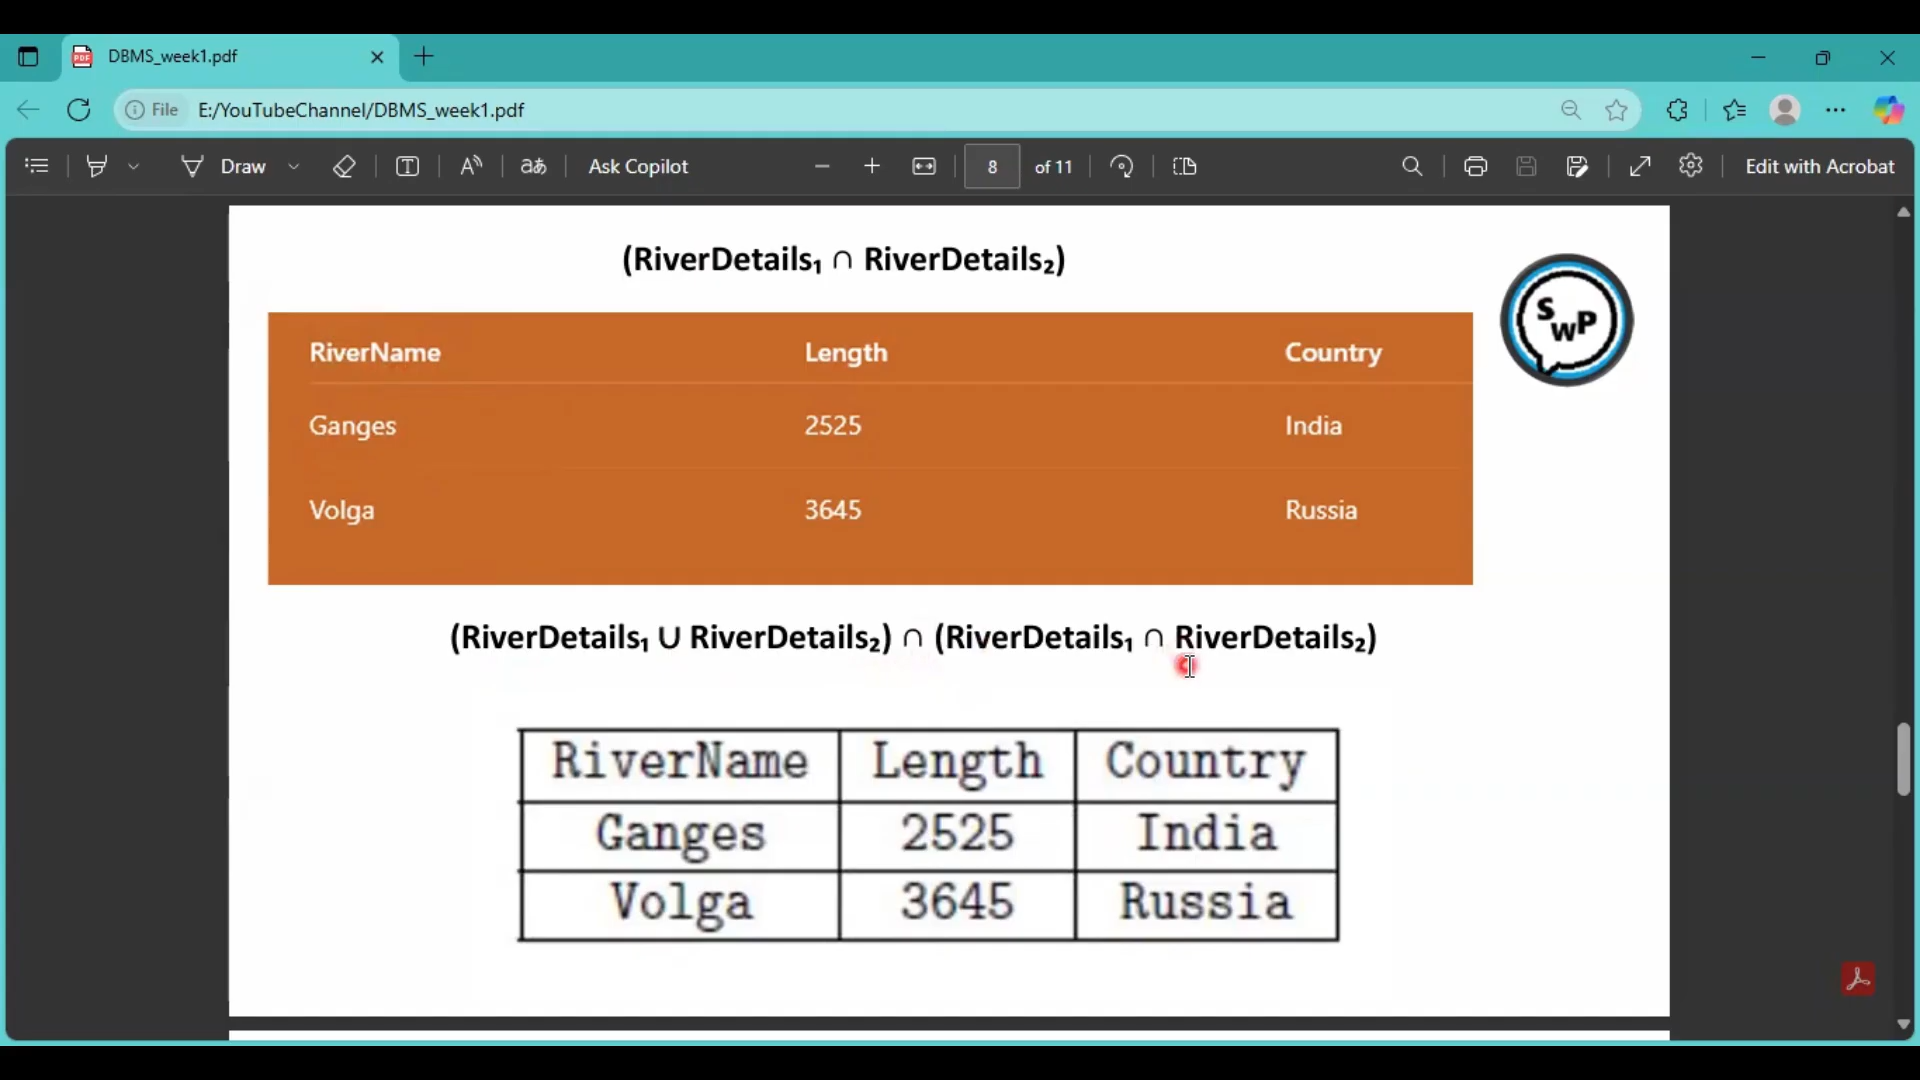 DBMS_week1.pdf
File E:/YouTubeChannel/DBMS_week1.pdf
Draw Ask Copilot 8 of 11 Edit with Acrobat
(RiverDetails₁ ∩ RiverDetails₂)
SWP
RiverName Length Country
Ganges 2525 India
Volga 3645 Russia
(RiverDetails₁ ∪ RiverDetails₂) ∩ (RiverDetails₁ ∩ RiverDetails₂)
RiverName Length Country
Ganges 2525 India
Volga 3645 Russia